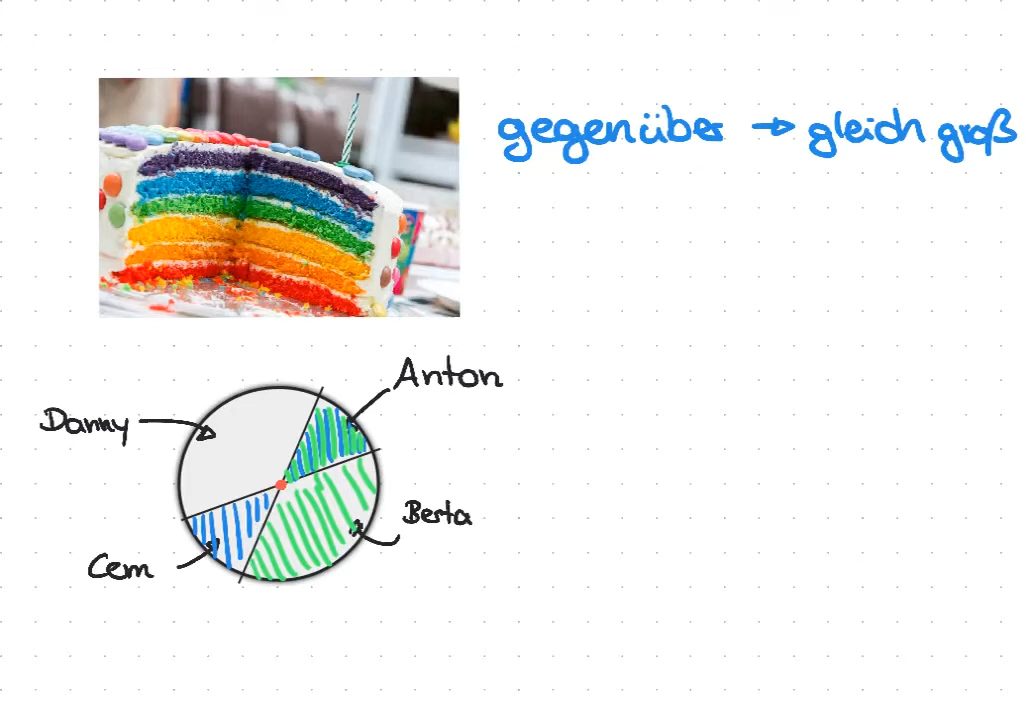 gegenüber → gleich groß
Anton
Danny
Berta
Cem